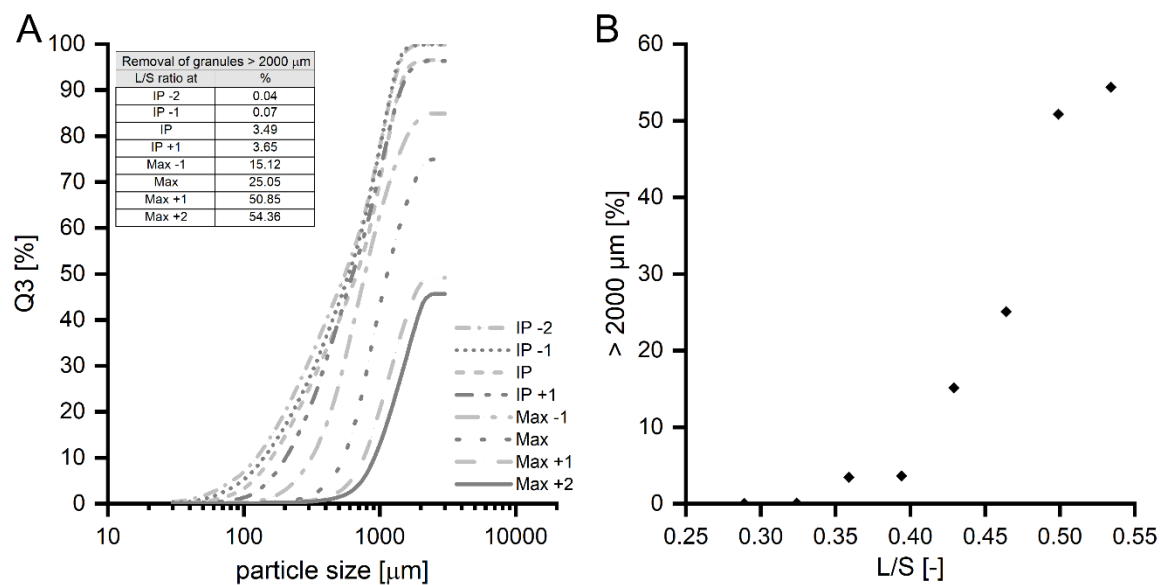 A
B
Removal of granules > 2000 μm
L/S ratio at %
IP -2 0.04
IP -1 0.07
IP 3.49
IP +1 3.65
Max -1 15.12
Max 25.05
Max +1 50.85
Max +2 54.36
100
90
80
70
60
50
40
30
20
10
0
Q3 [%]
10 100 1000 10000
particle size [μm]
IP -2
IP -1
IP
IP +1
Max -1
Max
Max +1
Max +2
60
50
40
30
20
10
0
> 2000 μm [%]
0.25 0.30 0.35 0.40 0.45 0.50 0.55
L/S [-]